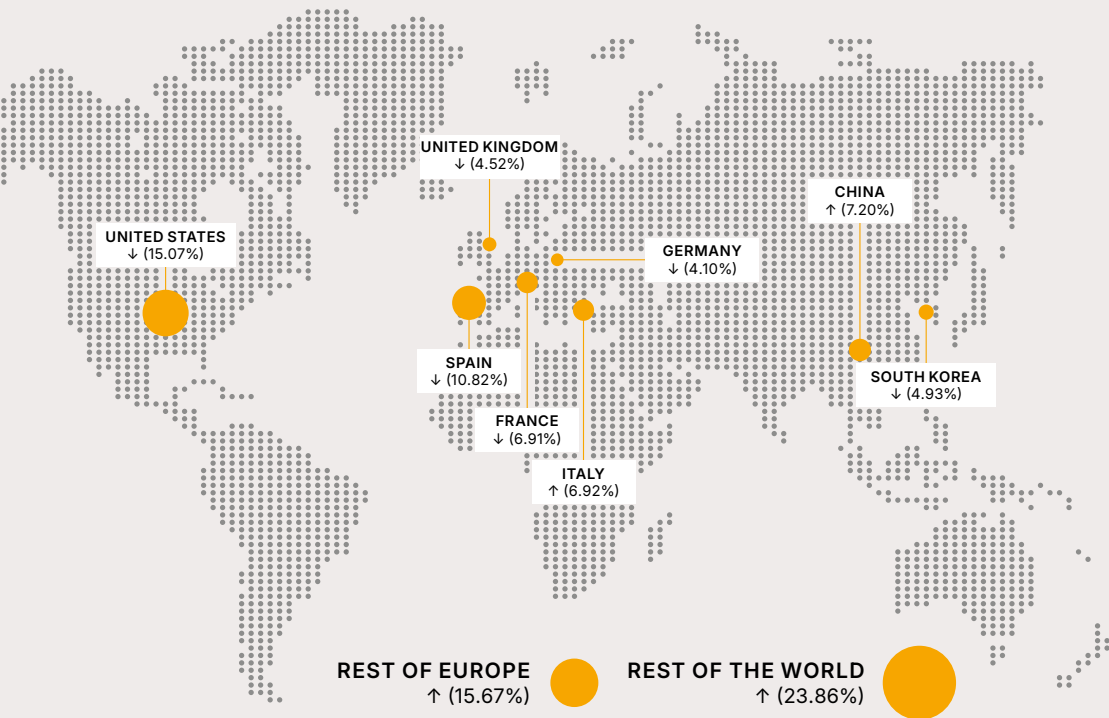 UNITED KINGDOM
↓ (4.52%)
CHINA
↑ (7.20%)
UNITED STATES
↓ (15.07%)
GERMANY
↓ (4.10%)
SPAIN
↓ (10.82%)
SOUTH KOREA
↓ (4.93%)
FRANCE
↓ (6.91%)
ITALY
↑ (6.92%)
REST OF EUROPE
↑ (15.67%)
REST OF THE WORLD
↑ (23.86%)